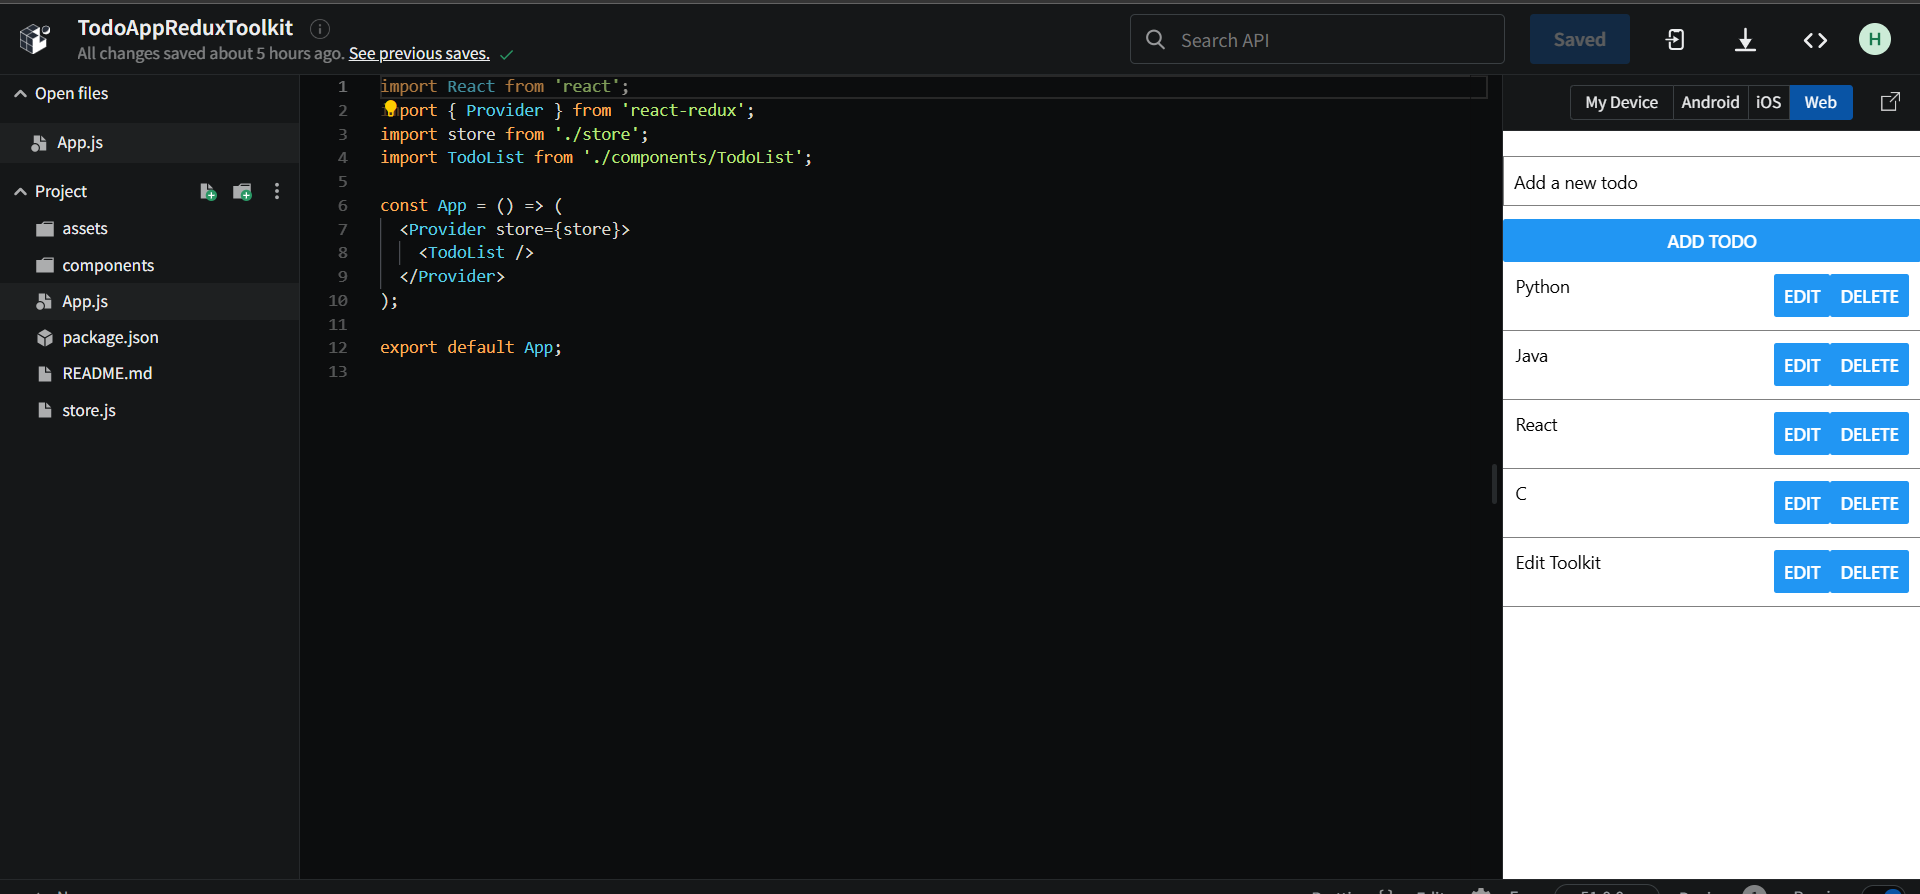 TodoAppReduxToolkit
All changes saved about 5 hours ago. See previous saves.
Search API
Saved
H
Open files
App.js
Project
assets
components
App.js
package.json
README.md
store.js
1 import React from 'react';
2 import { Provider } from 'react-redux';
3 import store from './store';
4 import TodoList from './components/TodoList';
5
6 const App = () => (
7 <Provider store={store}>
8 <TodoList />
9 </Provider>
10 );
11
12 export default App;
13
My Device Android iOS Web
Add a new todo
ADD TODO
Python EDIT DELETE
Java EDIT DELETE
React EDIT DELETE
C EDIT DELETE
Edit Toolkit EDIT DELETE